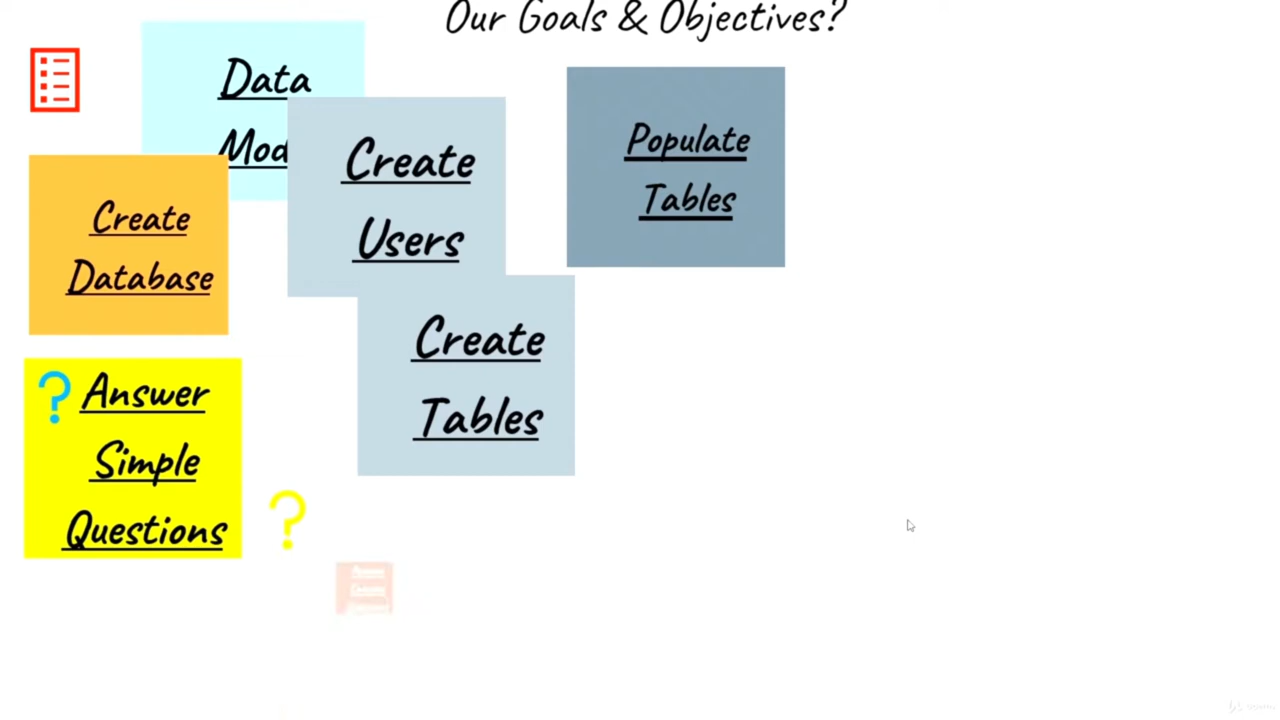 Our Goals & Objectives?
Data
Mod
Create
Users
Populate
Tables
Create
Database
Create
Tables
? Answer
Simple
Questions
?